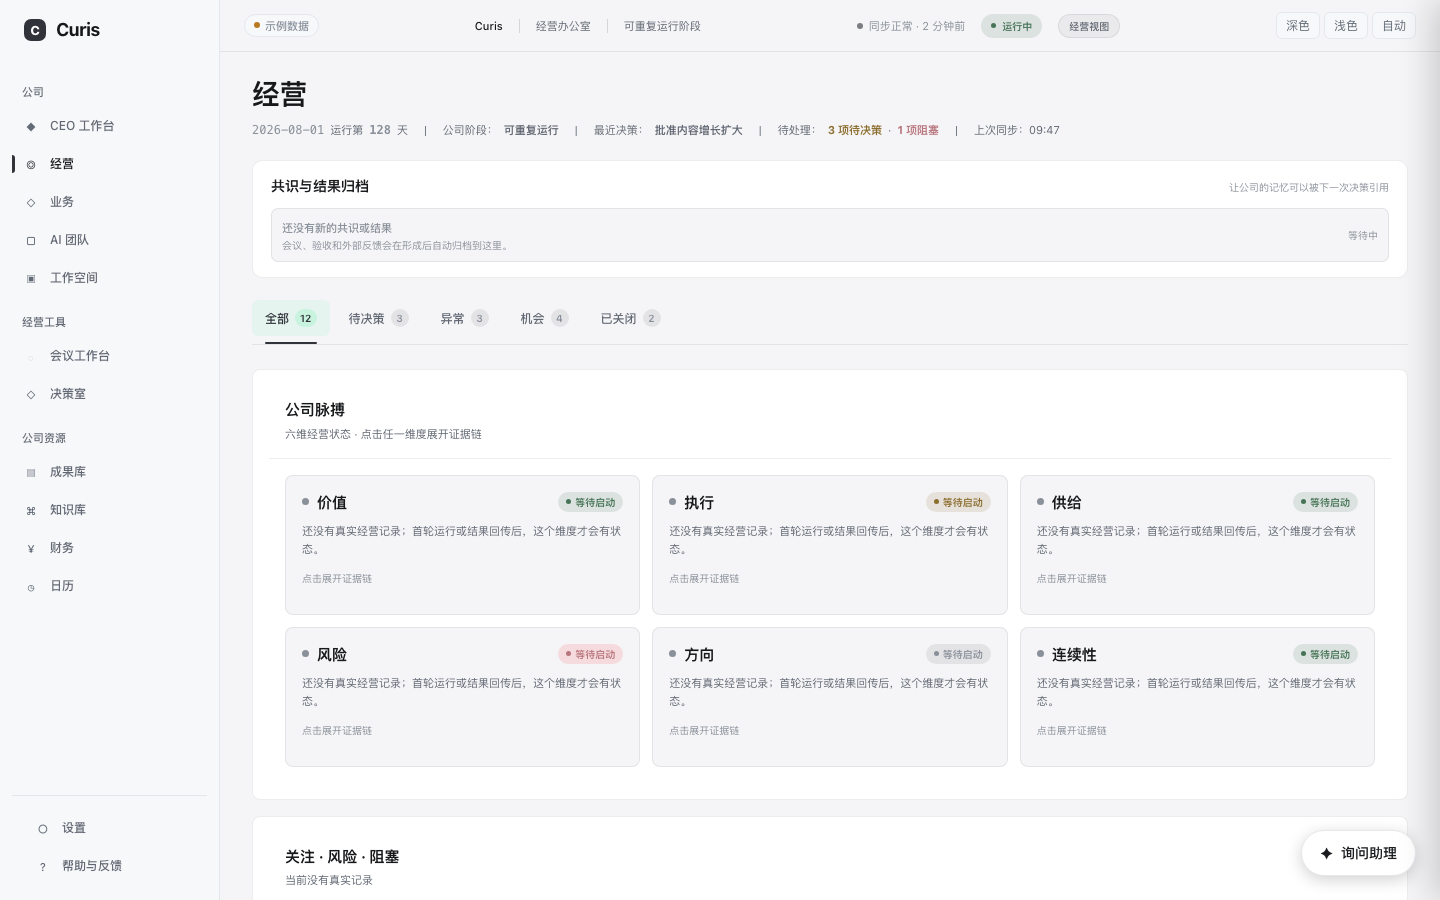 C Curis
公司
CEO 工作台
经营
业务
AI 团队
工作空间
经营工具
会议工作台
决策室
公司资源
成果库
⌘ 知识库
¥ 财务
日历
设置
? 帮助与反馈
示例数据
Curis
经营办公室
可重复运行阶段
同步正常 · 2 分钟前
运行中
经营视图
深色
浅色
自动
经营
2026-08-01 运行第 128 天 | 公司阶段： 可重复运行 | 最近决策： 批准内容增长扩大 | 待处理： 3 项待决策 · 1 项阻塞 | 上次同步：09:47
共识与结果归档
让公司的记忆可以被下一次决策引用
还没有新的共识或结果
会议、验收和外部反馈会在形成后自动归档到这里。
等待中
全部 12
待决策 3
异常 3
机会 4
已关闭 2
公司脉搏
六维经营状态 · 点击任一维度展开证据链
价值
等待启动
还没有真实经营记录；首轮运行或结果回传后，这个维度才会有状
态。
点击展开证据链
执行
等待启动
还没有真实经营记录；首轮运行或结果回传后，这个维度才会有状
态。
点击展开证据链
供给
等待启动
还没有真实经营记录；首轮运行或结果回传后，这个维度才会有状
态。
点击展开证据链
风险
等待启动
还没有真实经营记录；首轮运行或结果回传后，这个维度才会有状
态。
点击展开证据链
方向
等待启动
还没有真实经营记录；首轮运行或结果回传后，这个维度才会有状
态。
点击展开证据链
连续性
等待启动
还没有真实经营记录；首轮运行或结果回传后，这个维度才会有状
态。
点击展开证据链
关注 · 风险 · 阻塞
当前没有真实记录
询问助理